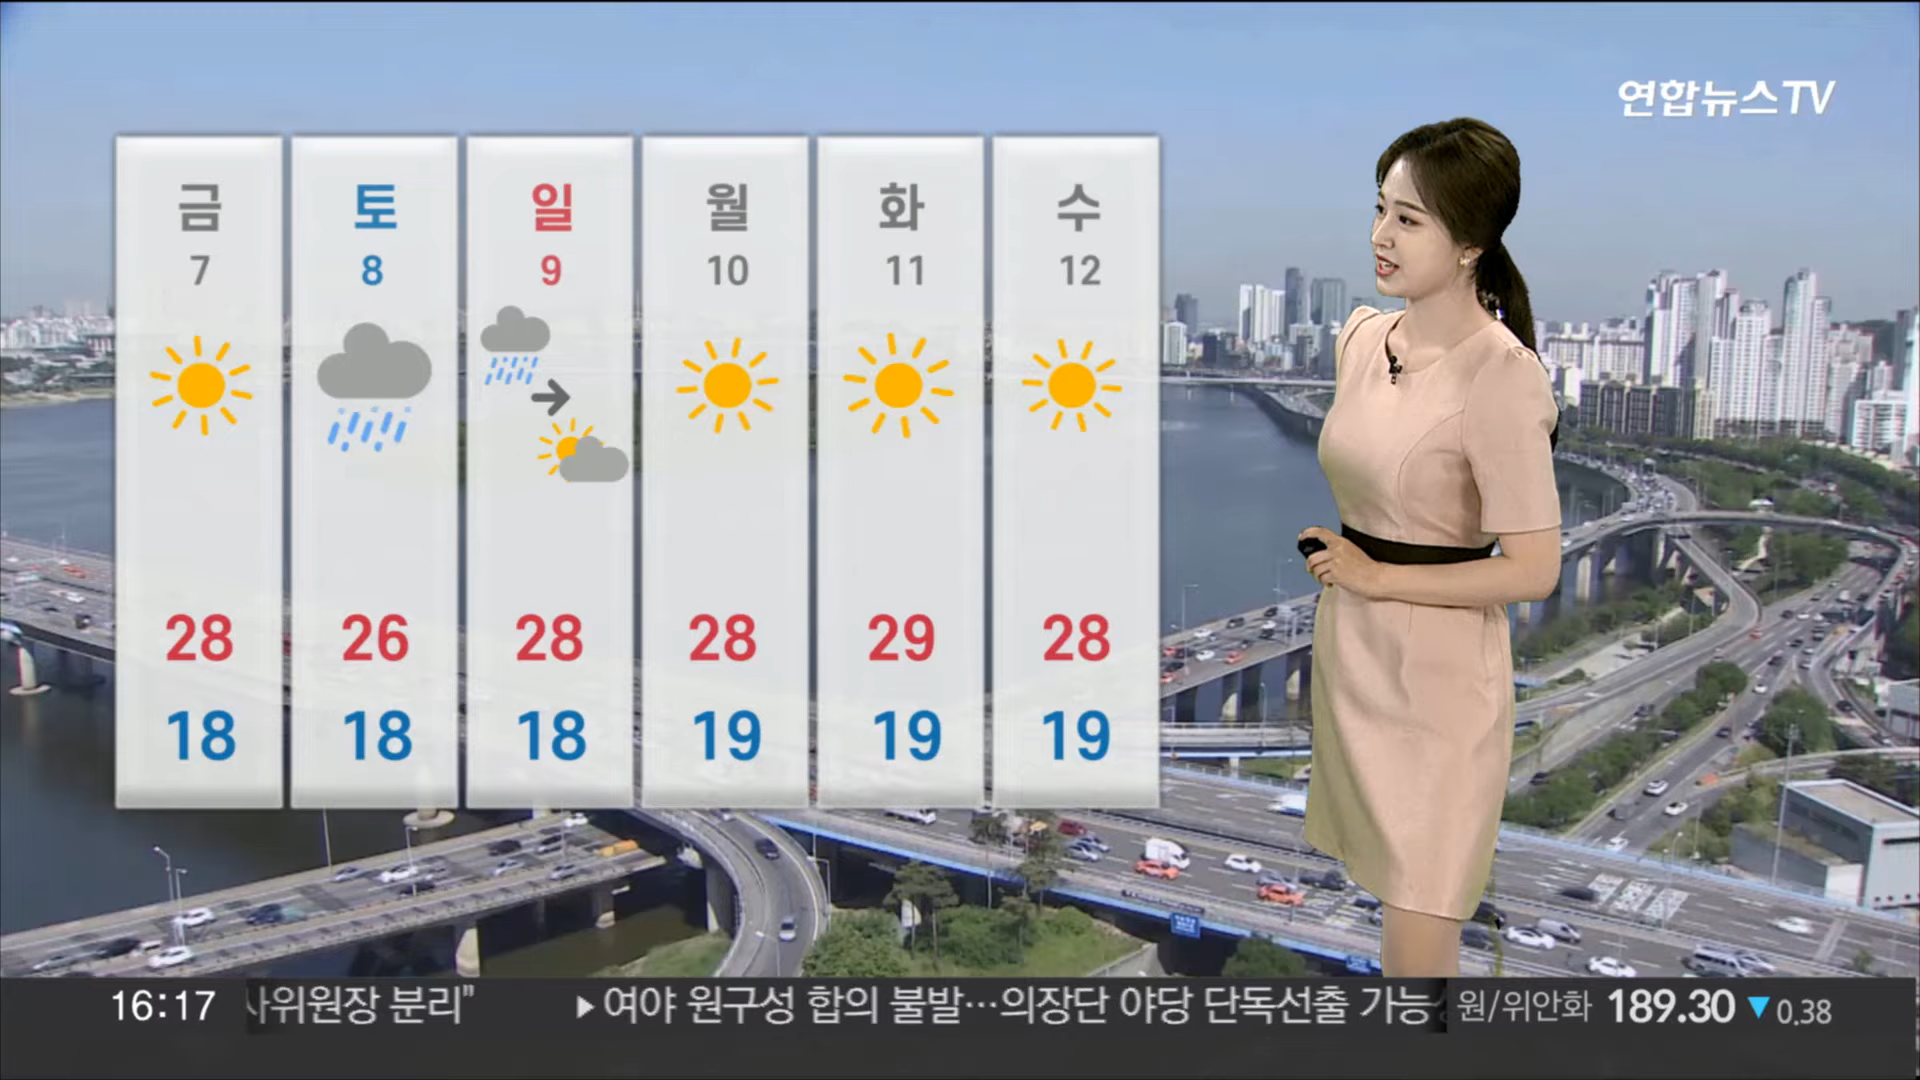 연합뉴스TV
금 토 일 월 화 수
7 8 9 10 11 12
28 26 28 28 29 28
18 18 18 19 19 19
16:17 사위원장 분리" ▶여야 원구성 합의 불발…의장단 야당 단독선출 가능 원/위안화 189.30 ▼0.38